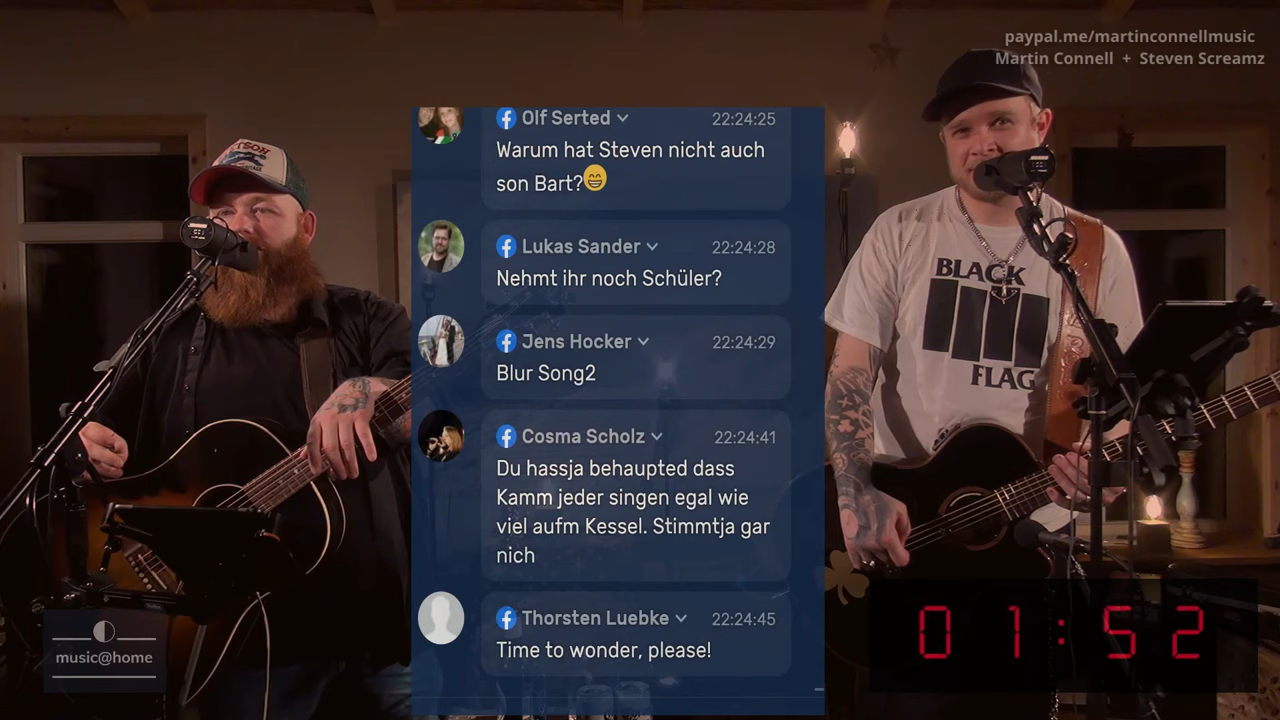 paypal.me/martinconnellmusic
Martin Connell + Steven Screamz
Olf Serted 22:24:25
Warum hat Steven nicht auch
son Bart?😄
Lukas Sander 22:24:28
Nehmt ihr noch Schüler?
Jens Hocker 22:24:29
Blur Song2
Cosma Scholz 22:24:41
Du hassja behaupted dass
Kamm jeder singen egal wie
viel aufm Kessel. Stimmtja gar
nich
Thorsten Luebke 22:24:45
Time to wonder, please!
BLACK
FLAG
music@home
01:52